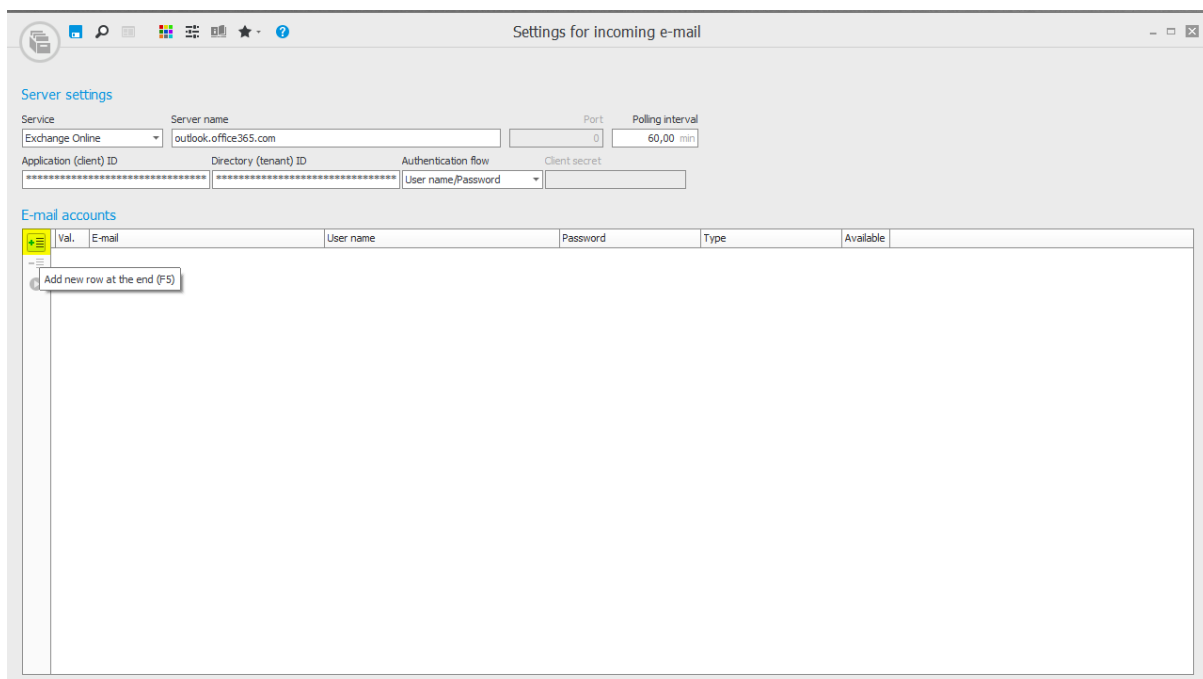 Settings for incoming e-mail
Server settings
Service Server name Port Polling interval
Exchange Online outlook.office365.com 0 60,00 min
Application (client) ID Directory (tenant) ID Authentication flow Client secret
******************************** ******************************** User name/Password
E-mail accounts
Val. E-mail User name Password Type Available
Add new row at the end (F5)